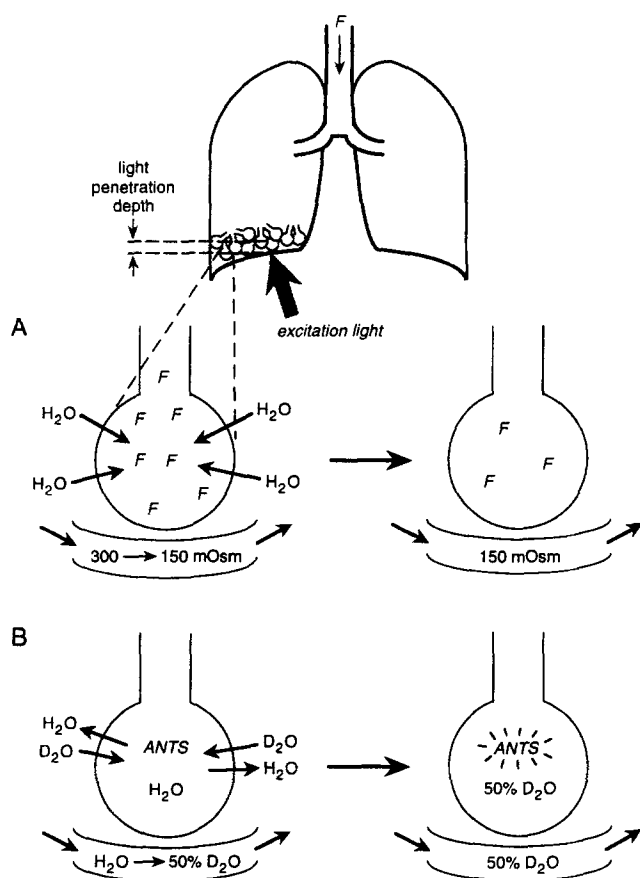 F
light
penetration
depth
excitation light
A
F
H₂O F F H₂O
H₂O F F H₂O
F F
300 → 150 mOsm
F
F F
150 mOsm
B
H₂O
D₂O ANTS D₂O
H₂O H₂O
H₂O → 50% D₂O
ANTS
50% D₂O
50% D₂O